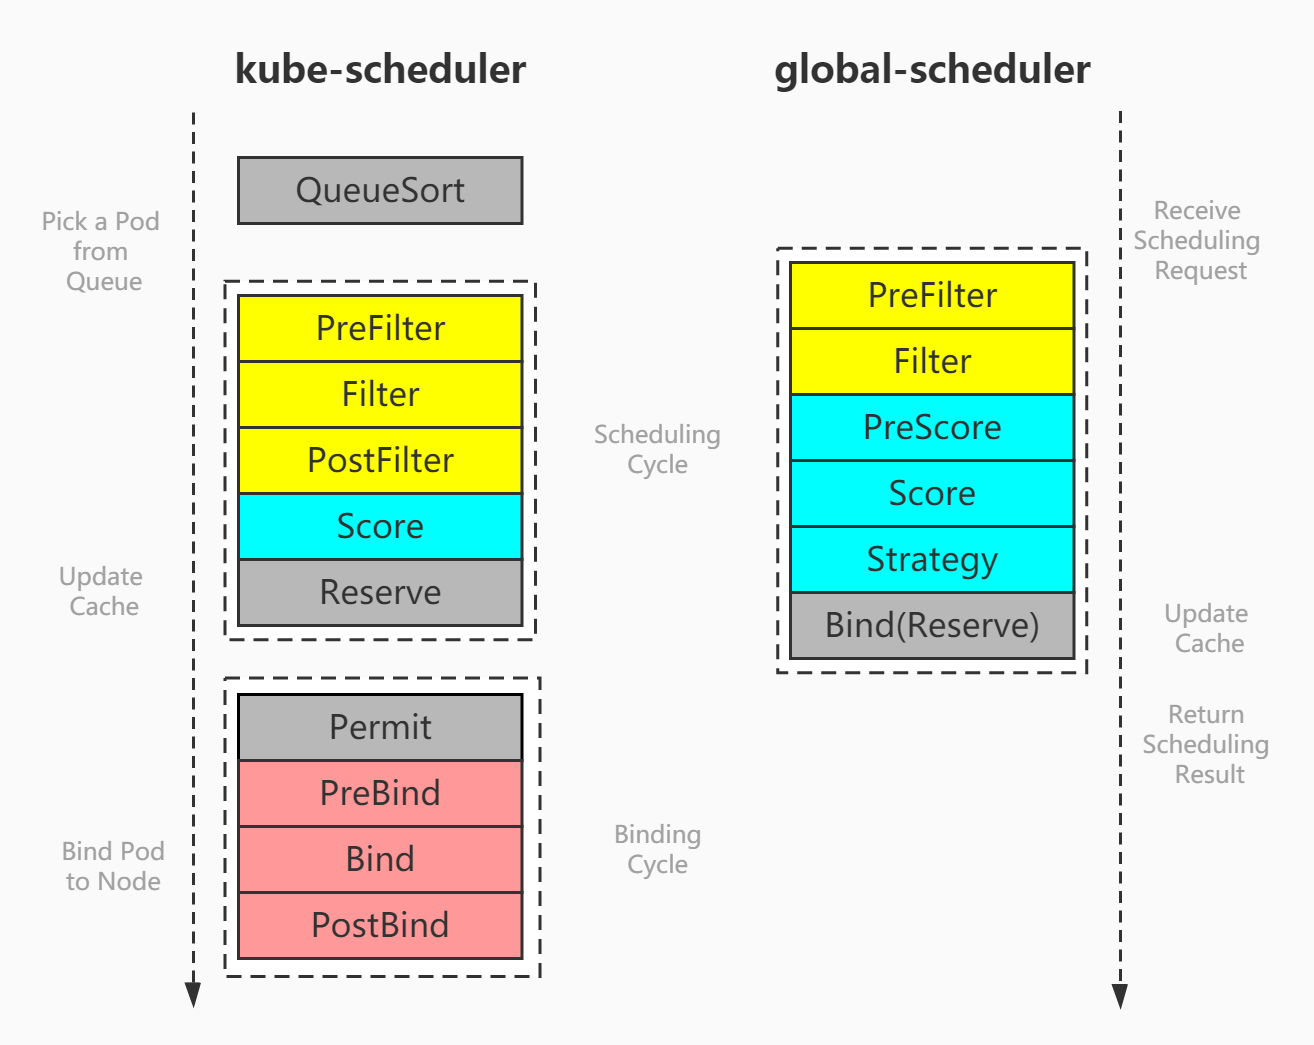 kube-scheduler
global-scheduler
Pick a Pod
from
Queue
QueueSort
PreFilter
Filter
PostFilter
Score
Reserve
Update
Cache
Permit
PreBind
Bind
PostBind
Bind Pod
to Node
Scheduling
Cycle
Binding
Cycle
PreFilter
Filter
PreScore
Score
Strategy
Bind(Reserve)
Receive
Scheduling
Request
Update
Cache
Return
Scheduling
Result